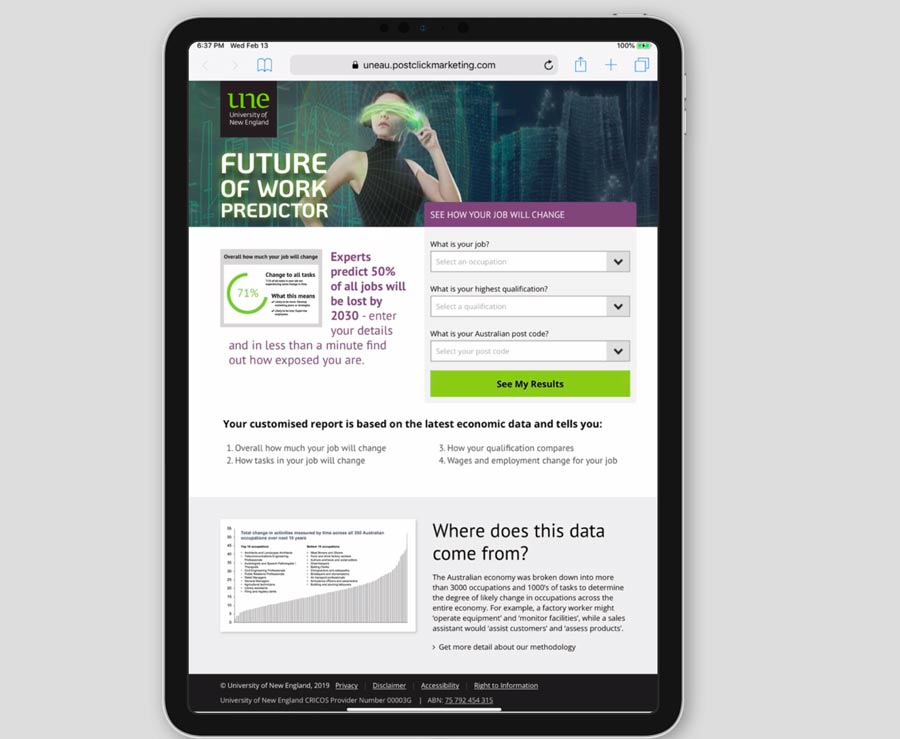 6:37 PM Wed Feb 13
100%
uneau.postclickmarketing.com
une
University of
New England
FUTURE
OF WORK
PREDICTOR
SEE HOW YOUR JOB WILL CHANGE
What is your job?
Select an occupation
What is your highest qualification?
Select a qualification
What is your Australian post code?
Select your post code
See My Results
Overall how much your job will change
71%
Change to all tasks
What this means
Experts
predict 50%
of all jobs will
be lost by
2030 - enter
your details
and in less than a minute find
out how exposed you are.
Your customised report is based on the latest economic data and tells you:
1. Overall how much your job will change
2. How tasks in your job will change
3. How your qualification compares
4. Wages and employment change for your job
Total change in activities measured by time across all 350 Australian
occupations over next 10 years
Where does this data
come from?
The Australian economy was broken down into more
than 3000 occupations and 1000's of tasks to determine
the degree of likely change in occupations across the
entire economy. For example, a factory worker might
'operate equipment' and 'monitor facilities', while a sales
assistant would 'assist customers' and 'assess products'.
> Get more detail about our methodology
© University of New England, 2019 Privacy | Disclaimer | Accessibility | Right to Information
University of New England CRICOS Provider Number 00003G | ABN: 75 792 454 315